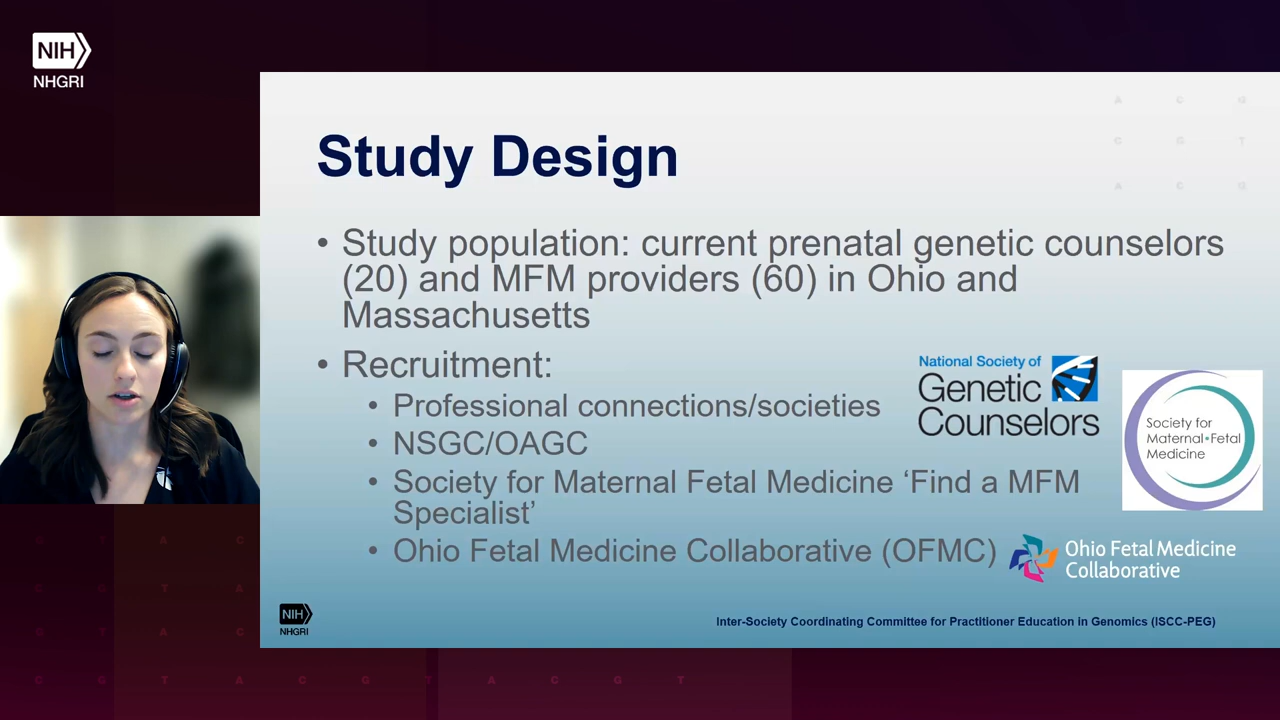 NIH
NHGRI
A C G
C G T
A C G
Study Design
• Study population: current prenatal genetic counselors
(20) and MFM providers (60) in Ohio and
Massachusetts
• Recruitment:
• Professional connections/societies
• NSGC/OAGC
• Society for Maternal Fetal Medicine ‘Find a MFM
Specialist’
• Ohio Fetal Medicine Collaborative (OFMC)
National Society of
Genetic
Counselors
Society for
Maternal•Fetal
Medicine
Ohio Fetal Medicine
Collaborative
NIH
NHGRI
Inter-Society Coordinating Committee for Practitioner Education in Genomics (ISCC-PEG)
G T A C
G T A
G T A
C G T A C G T A C G T